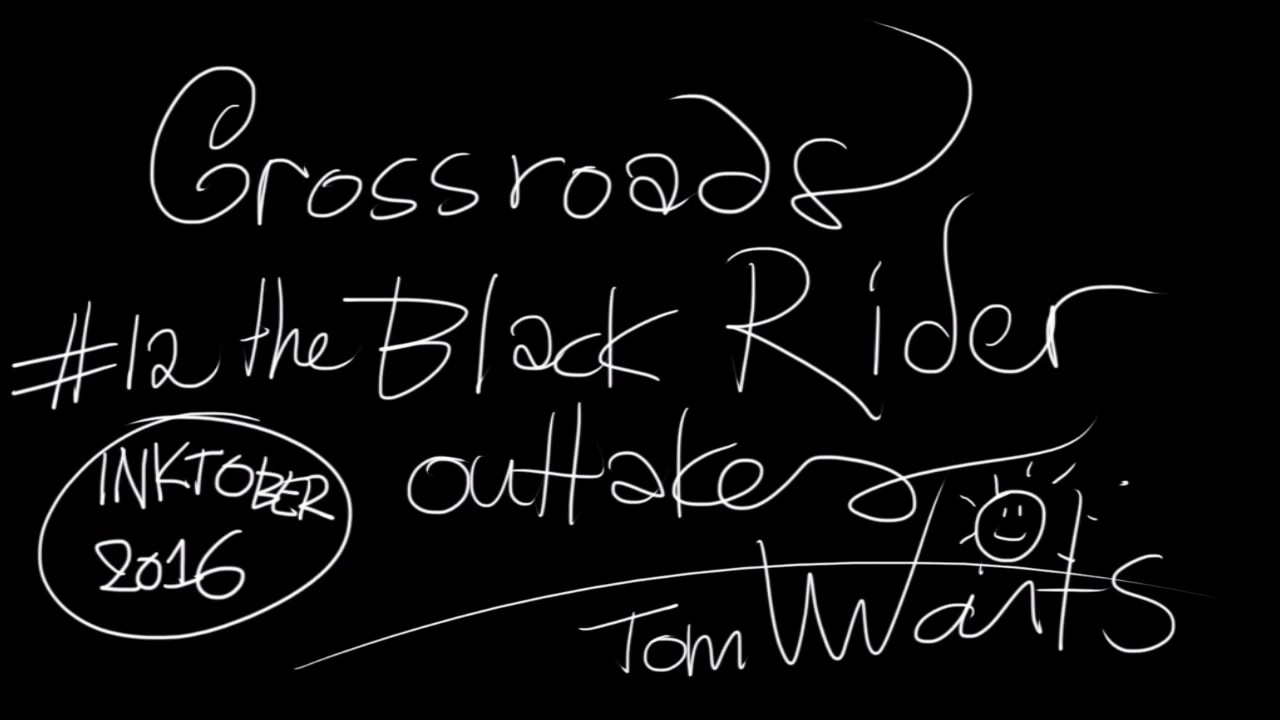 Crossroads
#12 the Black Rider
outtakes
INKTOBER
2016
Tom Waits